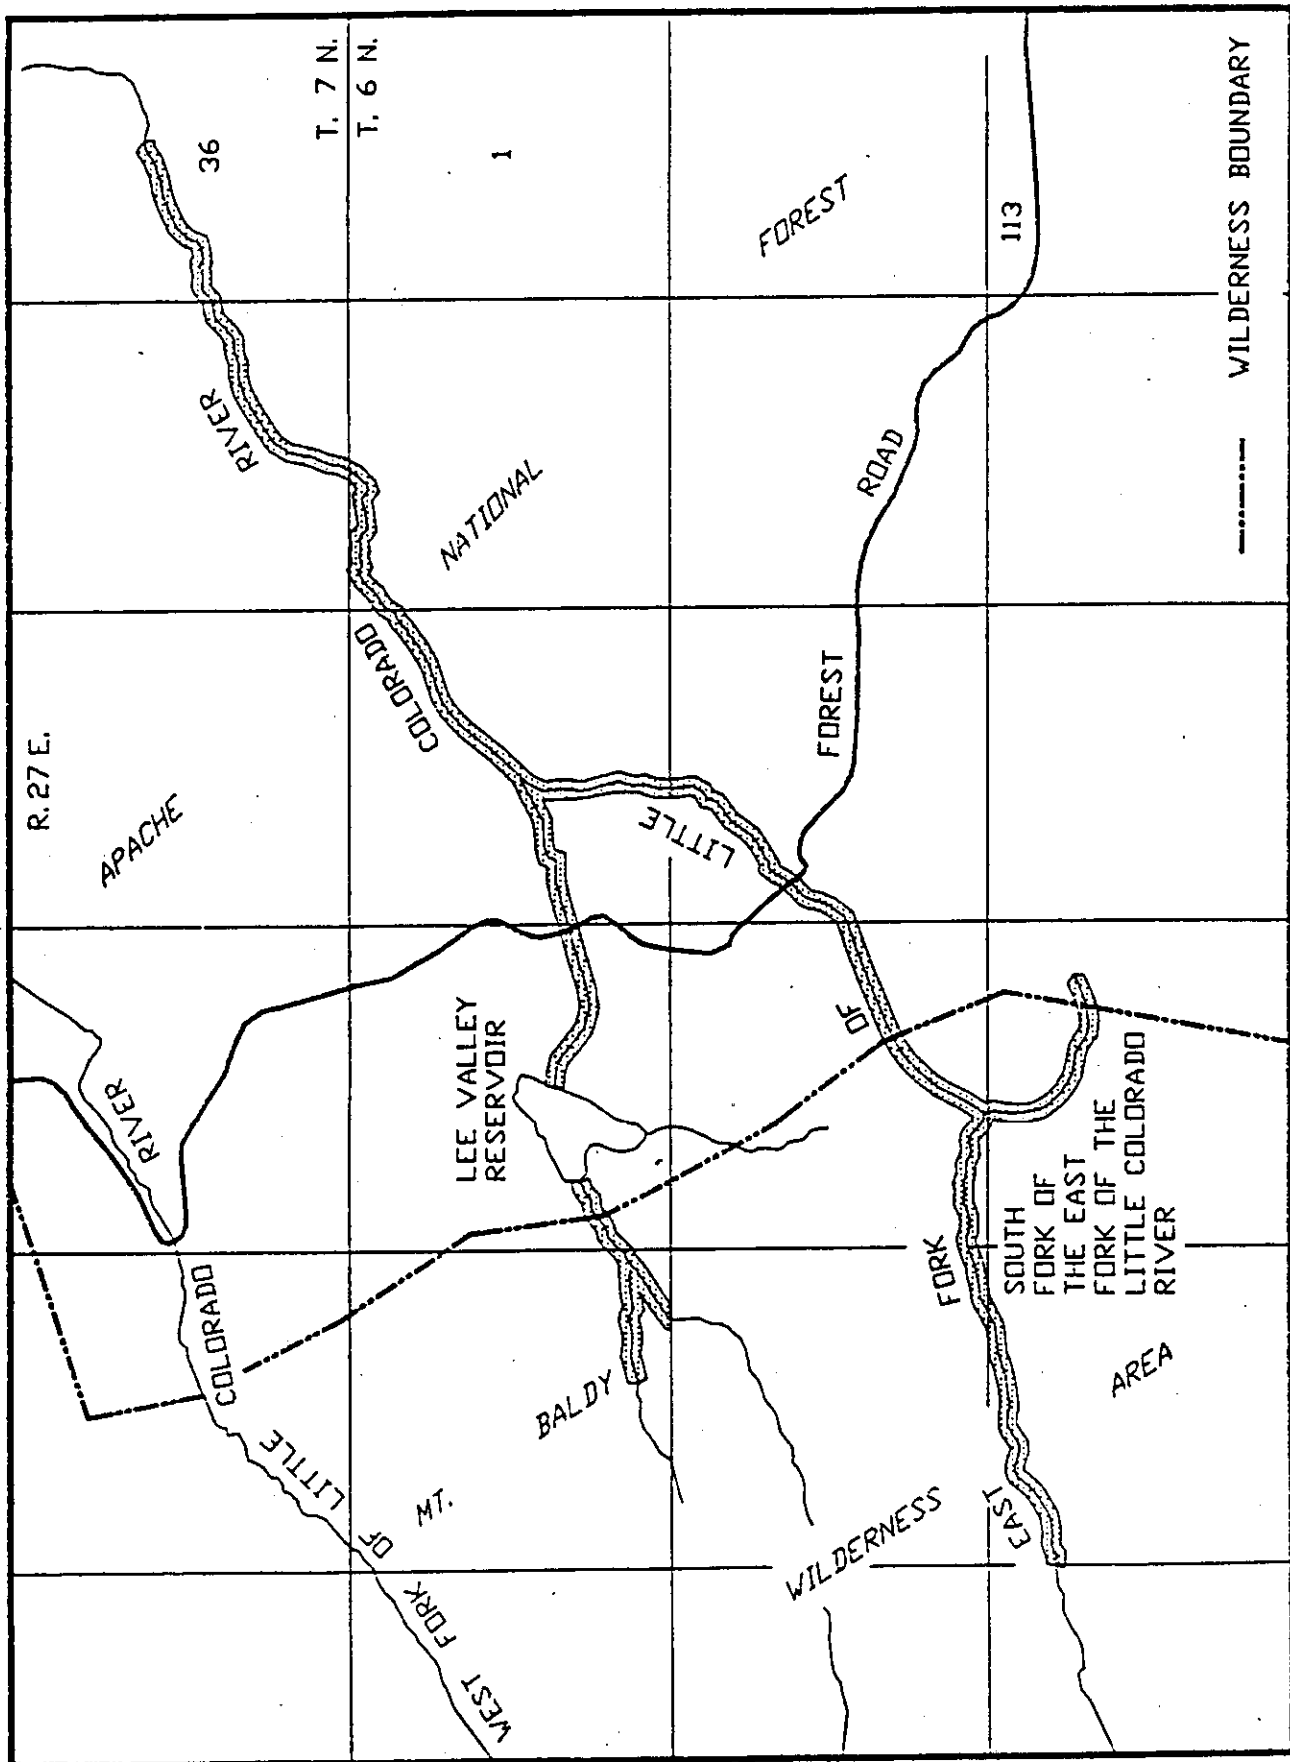 R. 27 E.
T. 7 N.
T. 6 N.
36
1
APACHE
NATIONAL
FOREST
WEST FORK
OF
LITTLE
COLORADO
RIVER
MT.
BALDY
WILDERNESS
AREA
LEE VALLEY
RESERVOIR
EAST
FORK
OF
LITTLE
COLORADO
RIVER
FOREST
ROAD
113
SOUTH
FORK OF
THE EAST
FORK OF THE
LITTLE COLORADO
RIVER
WILDERNESS BOUNDARY